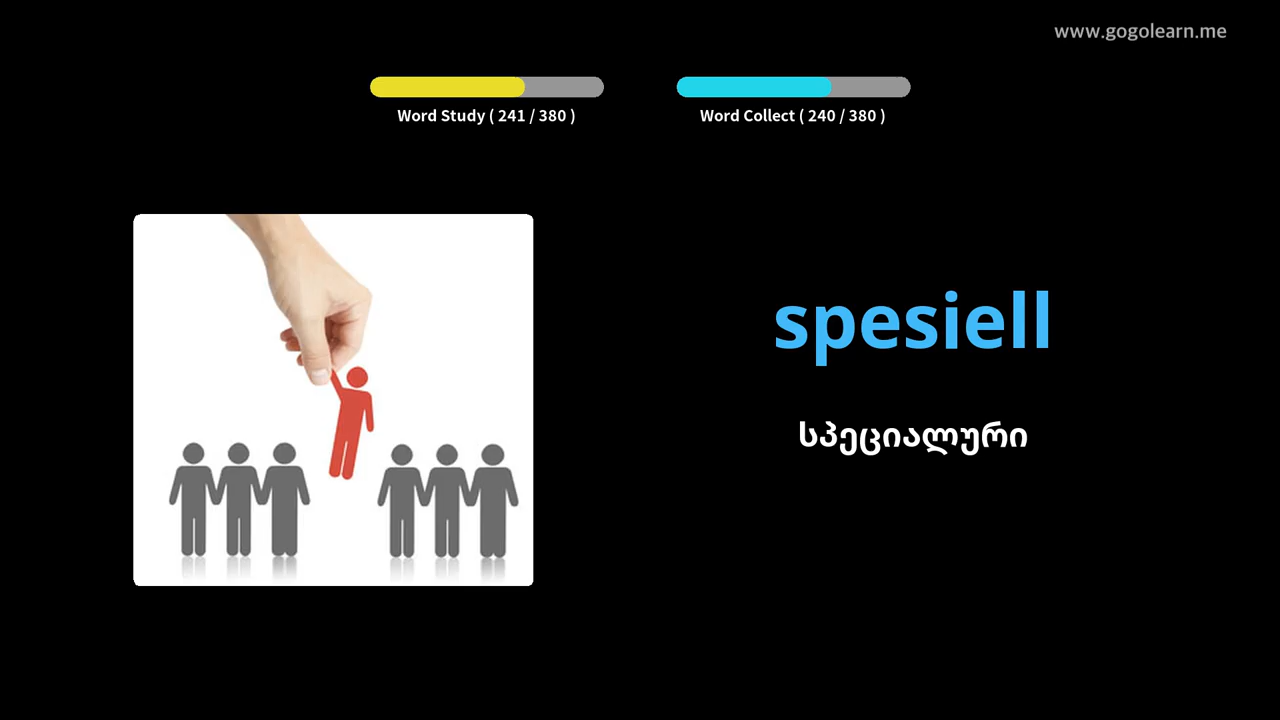 www.gogolearn.me
Word Study ( 241 / 380 )
Word Collect ( 240 / 380 )
spesiell
სპეციალური